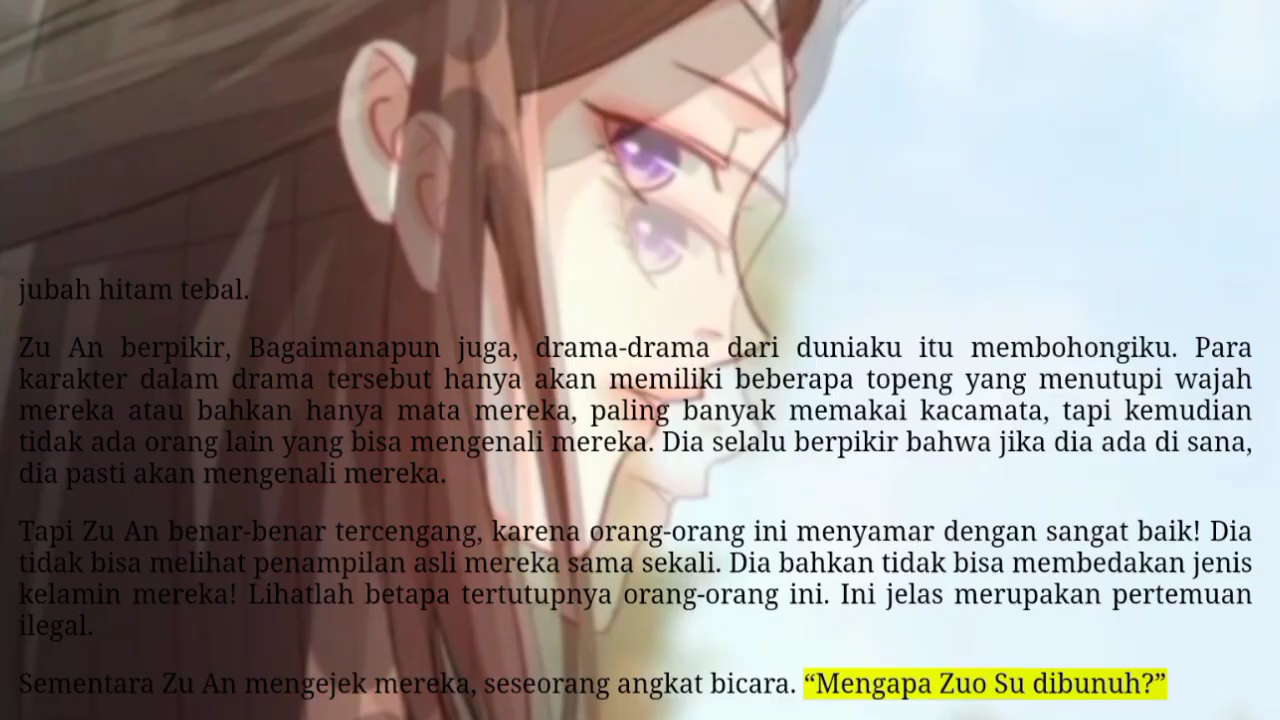 jubah hitam tebal.
Zu An berpikir, Bagaimanapun juga, drama-drama dari duniaku itu membohongiku. Para
karakter dalam drama tersebut hanya akan memiliki beberapa topeng yang menutupi wajah
mereka atau bahkan hanya mata mereka, paling banyak memakai kacamata, tapi kemudian
tidak ada orang lain yang bisa mengenali mereka. Dia selalu berpikir bahwa jika dia ada di sana,
dia pasti akan mengenali mereka.
Tapi Zu An benar-benar tercengang, karena orang-orang ini menyamar dengan sangat baik! Dia
tidak bisa melihat penampilan asli mereka sama sekali. Dia bahkan tidak bisa membedakan jenis
kelamin mereka! Lihatlah betapa tertutupnya orang-orang ini. Ini jelas merupakan pertemuan
ilegal.
Sementara Zu An mengejek mereka, seseorang angkat bicara. “Mengapa Zuo Su dibunuh?”